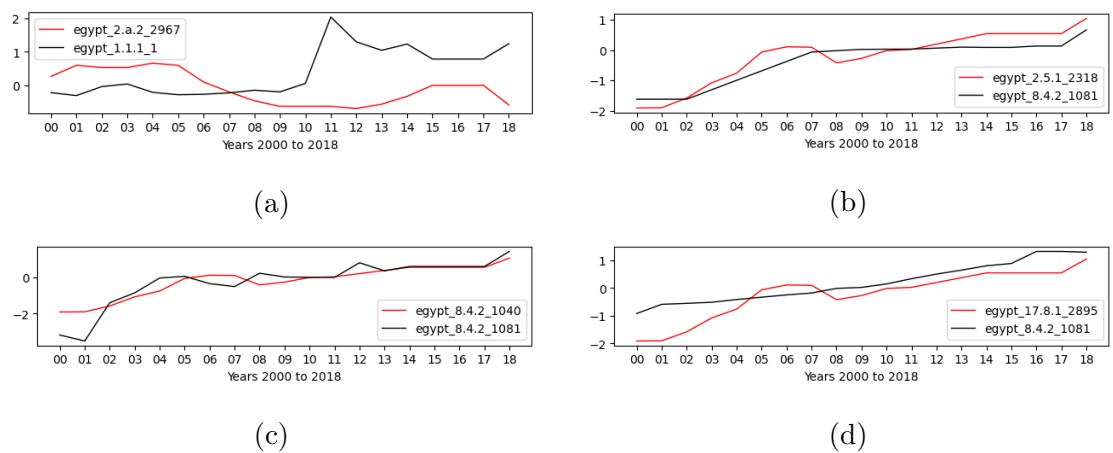 2
1
0
egypt_2.a.2_2967
egypt_1.1.1_1
00 01 02 03 04 05 06 07 08 09 10 11 12 13 14 15 16 17 18
Years 2000 to 2018
(a)
1
0
−1
−2
egypt_2.5.1_2318
egypt_8.4.2_1081
00 01 02 03 04 05 06 07 08 09 10 11 12 13 14 15 16 17 18
Years 2000 to 2018
(b)
0
−2
egypt_8.4.2_1040
egypt_8.4.2_1081
00 01 02 03 04 05 06 07 08 09 10 11 12 13 14 15 16 17 18
Years 2000 to 2018
(c)
1
0
−1
−2
egypt_17.8.1_2895
egypt_8.4.2_1081
00 01 02 03 04 05 06 07 08 09 10 11 12 13 14 15 16 17 18
Years 2000 to 2018
(d)